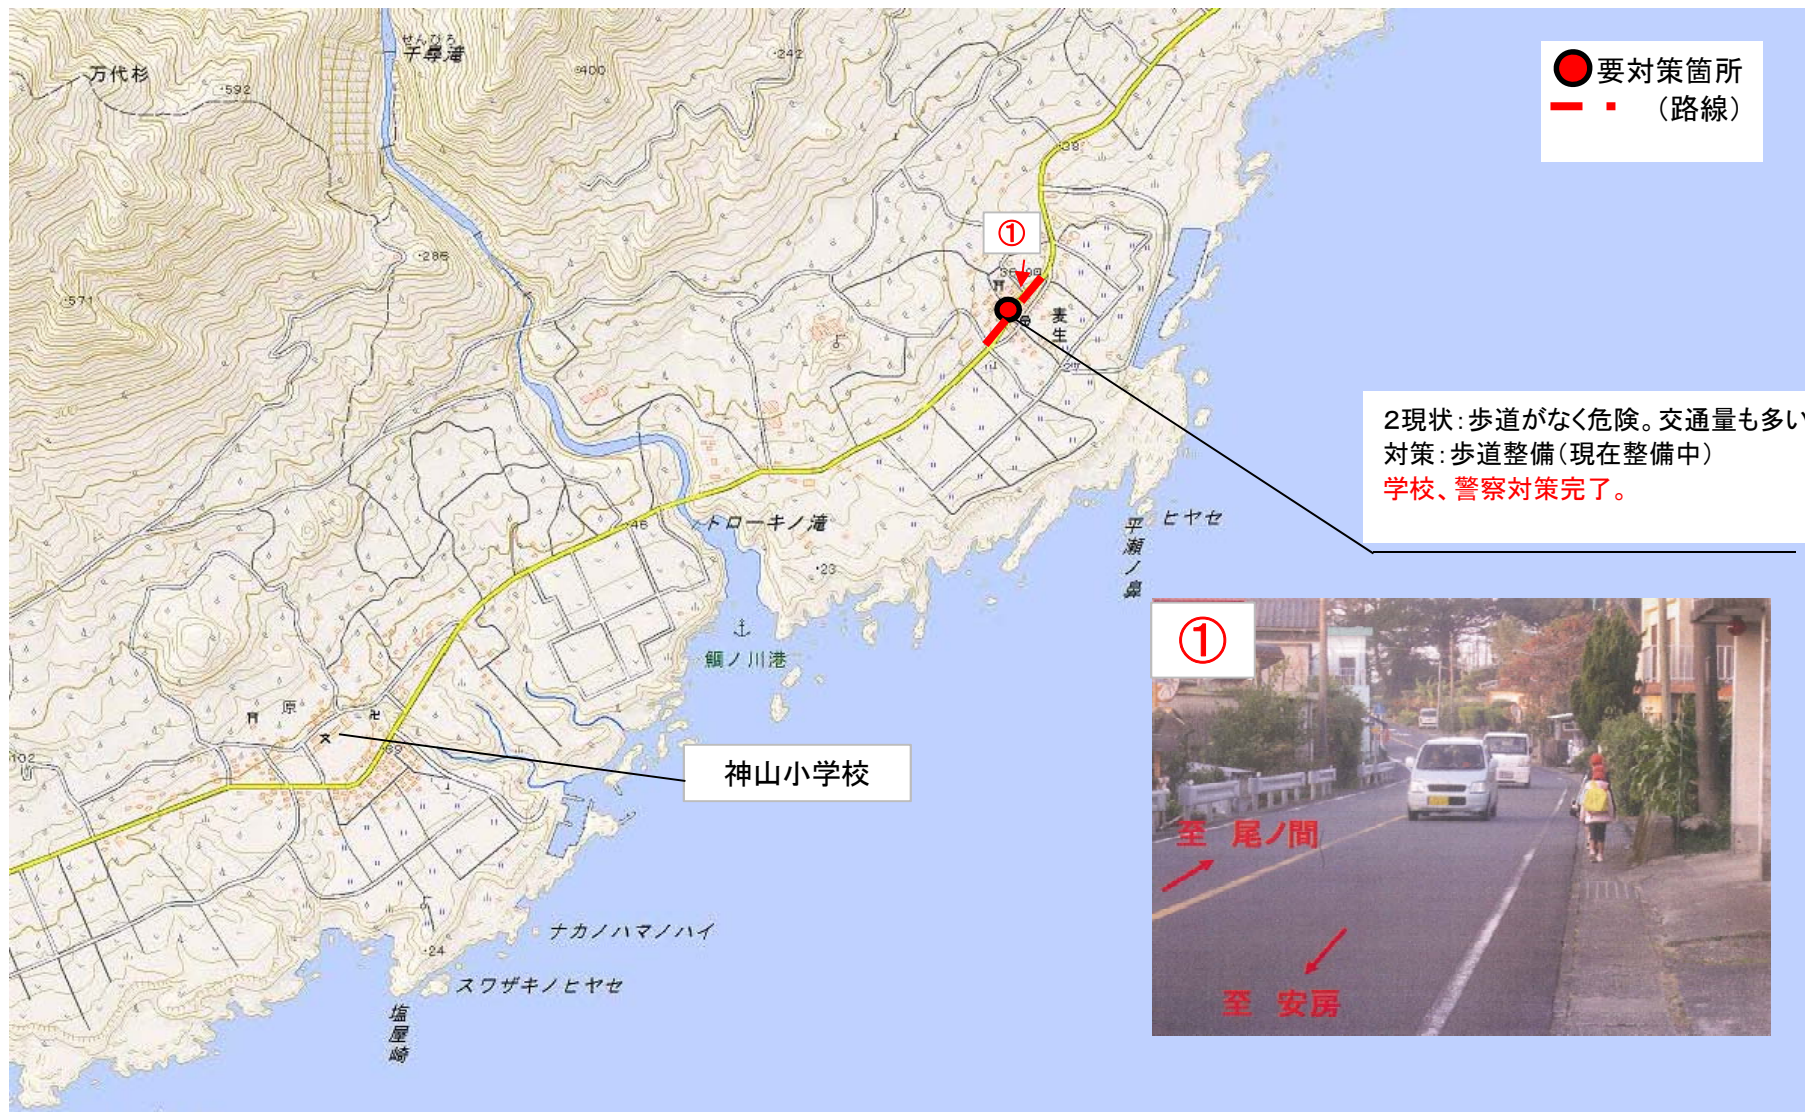 せんぴろ
千尋滝
万代杉
・592
・400
・242
要対策箇所
（路線）
・38
①
・286
・571
麦生
2現状：歩道がなく危険。交通量も多い
対策：歩道整備（現在整備中）
学校、警察対策完了。
トローキノ滝
・46
ヒヤセ
平瀬ノ鼻
・23
鯛ノ川港
①
原
・69
102
神山小学校
至 尾ノ間
至 安房
ナカノハマノハイ
・24
スワザキノヒヤセ
塩屋崎